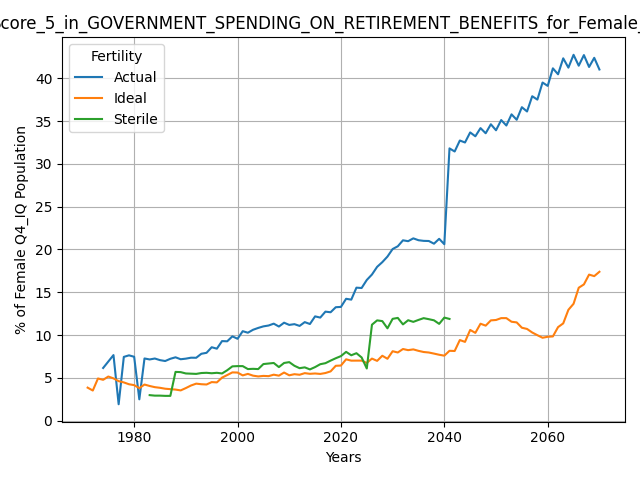 core_5_in_GOVERNMENT_SPENDING_ON_RETIREMENT_BENEFITS_for_Female_
Fertility
Actual
Ideal
Sterile
% of Female Q4_IQ Population
40
35
30
25
20
15
10
5
0
1980 2000 2020 2040 2060
Years